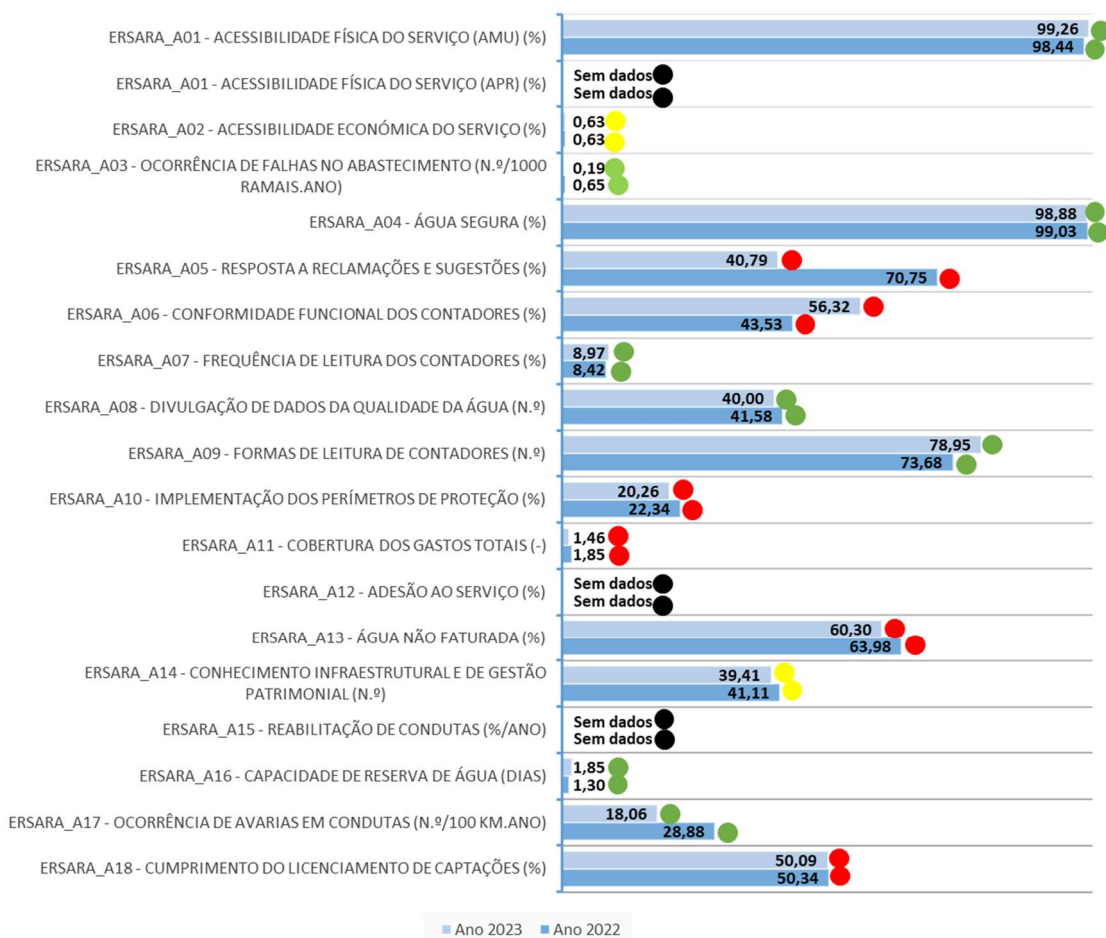 ERSARA_A01 - ACESSIBILIDADE FÍSICA DO SERVIÇO (AMU) (%)
99,26
98,44
ERSARA_A01 - ACESSIBILIDADE FÍSICA DO SERVIÇO (APR) (%)
Sem dados
Sem dados
ERSARA_A02 - ACESSIBILIDADE ECONÓMICA DO SERVIÇO (%)
0,63
0,63
ERSARA_A03 - OCORRÊNCIA DE FALHAS NO ABASTECIMENTO (N.º/1000
RAMAIS.ANO)
0,19
0,65
ERSARA_A04 - ÁGUA SEGURA (%)
98,88
99,03
ERSARA_A05 - RESPOSTA A RECLAMAÇÕES E SUGESTÕES (%)
40,79
70,75
ERSARA_A06 - CONFORMIDADE FUNCIONAL DOS CONTADORES (%)
56,32
43,53
ERSARA_A07 - FREQUÊNCIA DE LEITURA DOS CONTADORES (%)
8,97
8,42
ERSARA_A08 - DIVULGAÇÃO DE DADOS DA QUALIDADE DA ÁGUA (N.º)
40,00
41,58
ERSARA_A09 - FORMAS DE LEITURA DE CONTADORES (N.º)
78,95
73,68
ERSARA_A10 - IMPLEMENTAÇÃO DOS PERÍMETROS DE PROTEÇÃO (%)
20,26
22,34
ERSARA_A11 - COBERTURA DOS GASTOS TOTAIS (-)
1,46
1,85
ERSARA_A12 - ADESÃO AO SERVIÇO (%)
Sem dados
Sem dados
ERSARA_A13 - ÁGUA NÃO FATURADA (%)
60,30
63,98
ERSARA_A14 - CONHECIMENTO INFRAESTRUTURAL E DE GESTÃO
PATRIMONIAL (N.º)
39,41
41,11
ERSARA_A15 - REABILITAÇÃO DE CONDUTAS (%/ANO)
Sem dados
Sem dados
ERSARA_A16 - CAPACIDADE DE RESERVA DE ÁGUA (DIAS)
1,85
1,30
ERSARA_A17 - OCORRÊNCIA DE AVARIAS EM CONDUTAS (N.º/100 KM.ANO)
18,06
28,88
ERSARA_A18 - CUMPRIMENTO DO LICENCIAMENTO DE CAPTAÇÕES (%)
50,09
50,34
Ano 2023 Ano 2022